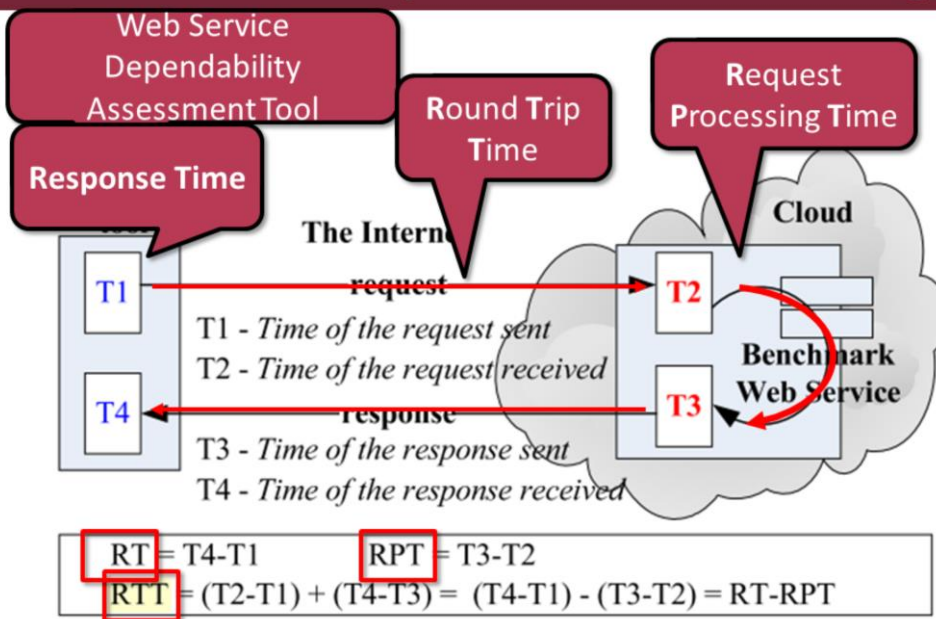 Web Service
Dependability
Assessment Tool
Round Trip
Time
Request
Processing Time
Response Time
Cloud
The Intern
T1
request
T2
T1 - Time of the request sent
T2 - Time of the request received
Benchmark
Web Service
T4
response
T3
T3 - Time of the response sent
T4 - Time of the response received
RT = T4-T1 RPT = T3-T2
RTT = (T2-T1) + (T4-T3) = (T4-T1) - (T3-T2) = RT-RPT